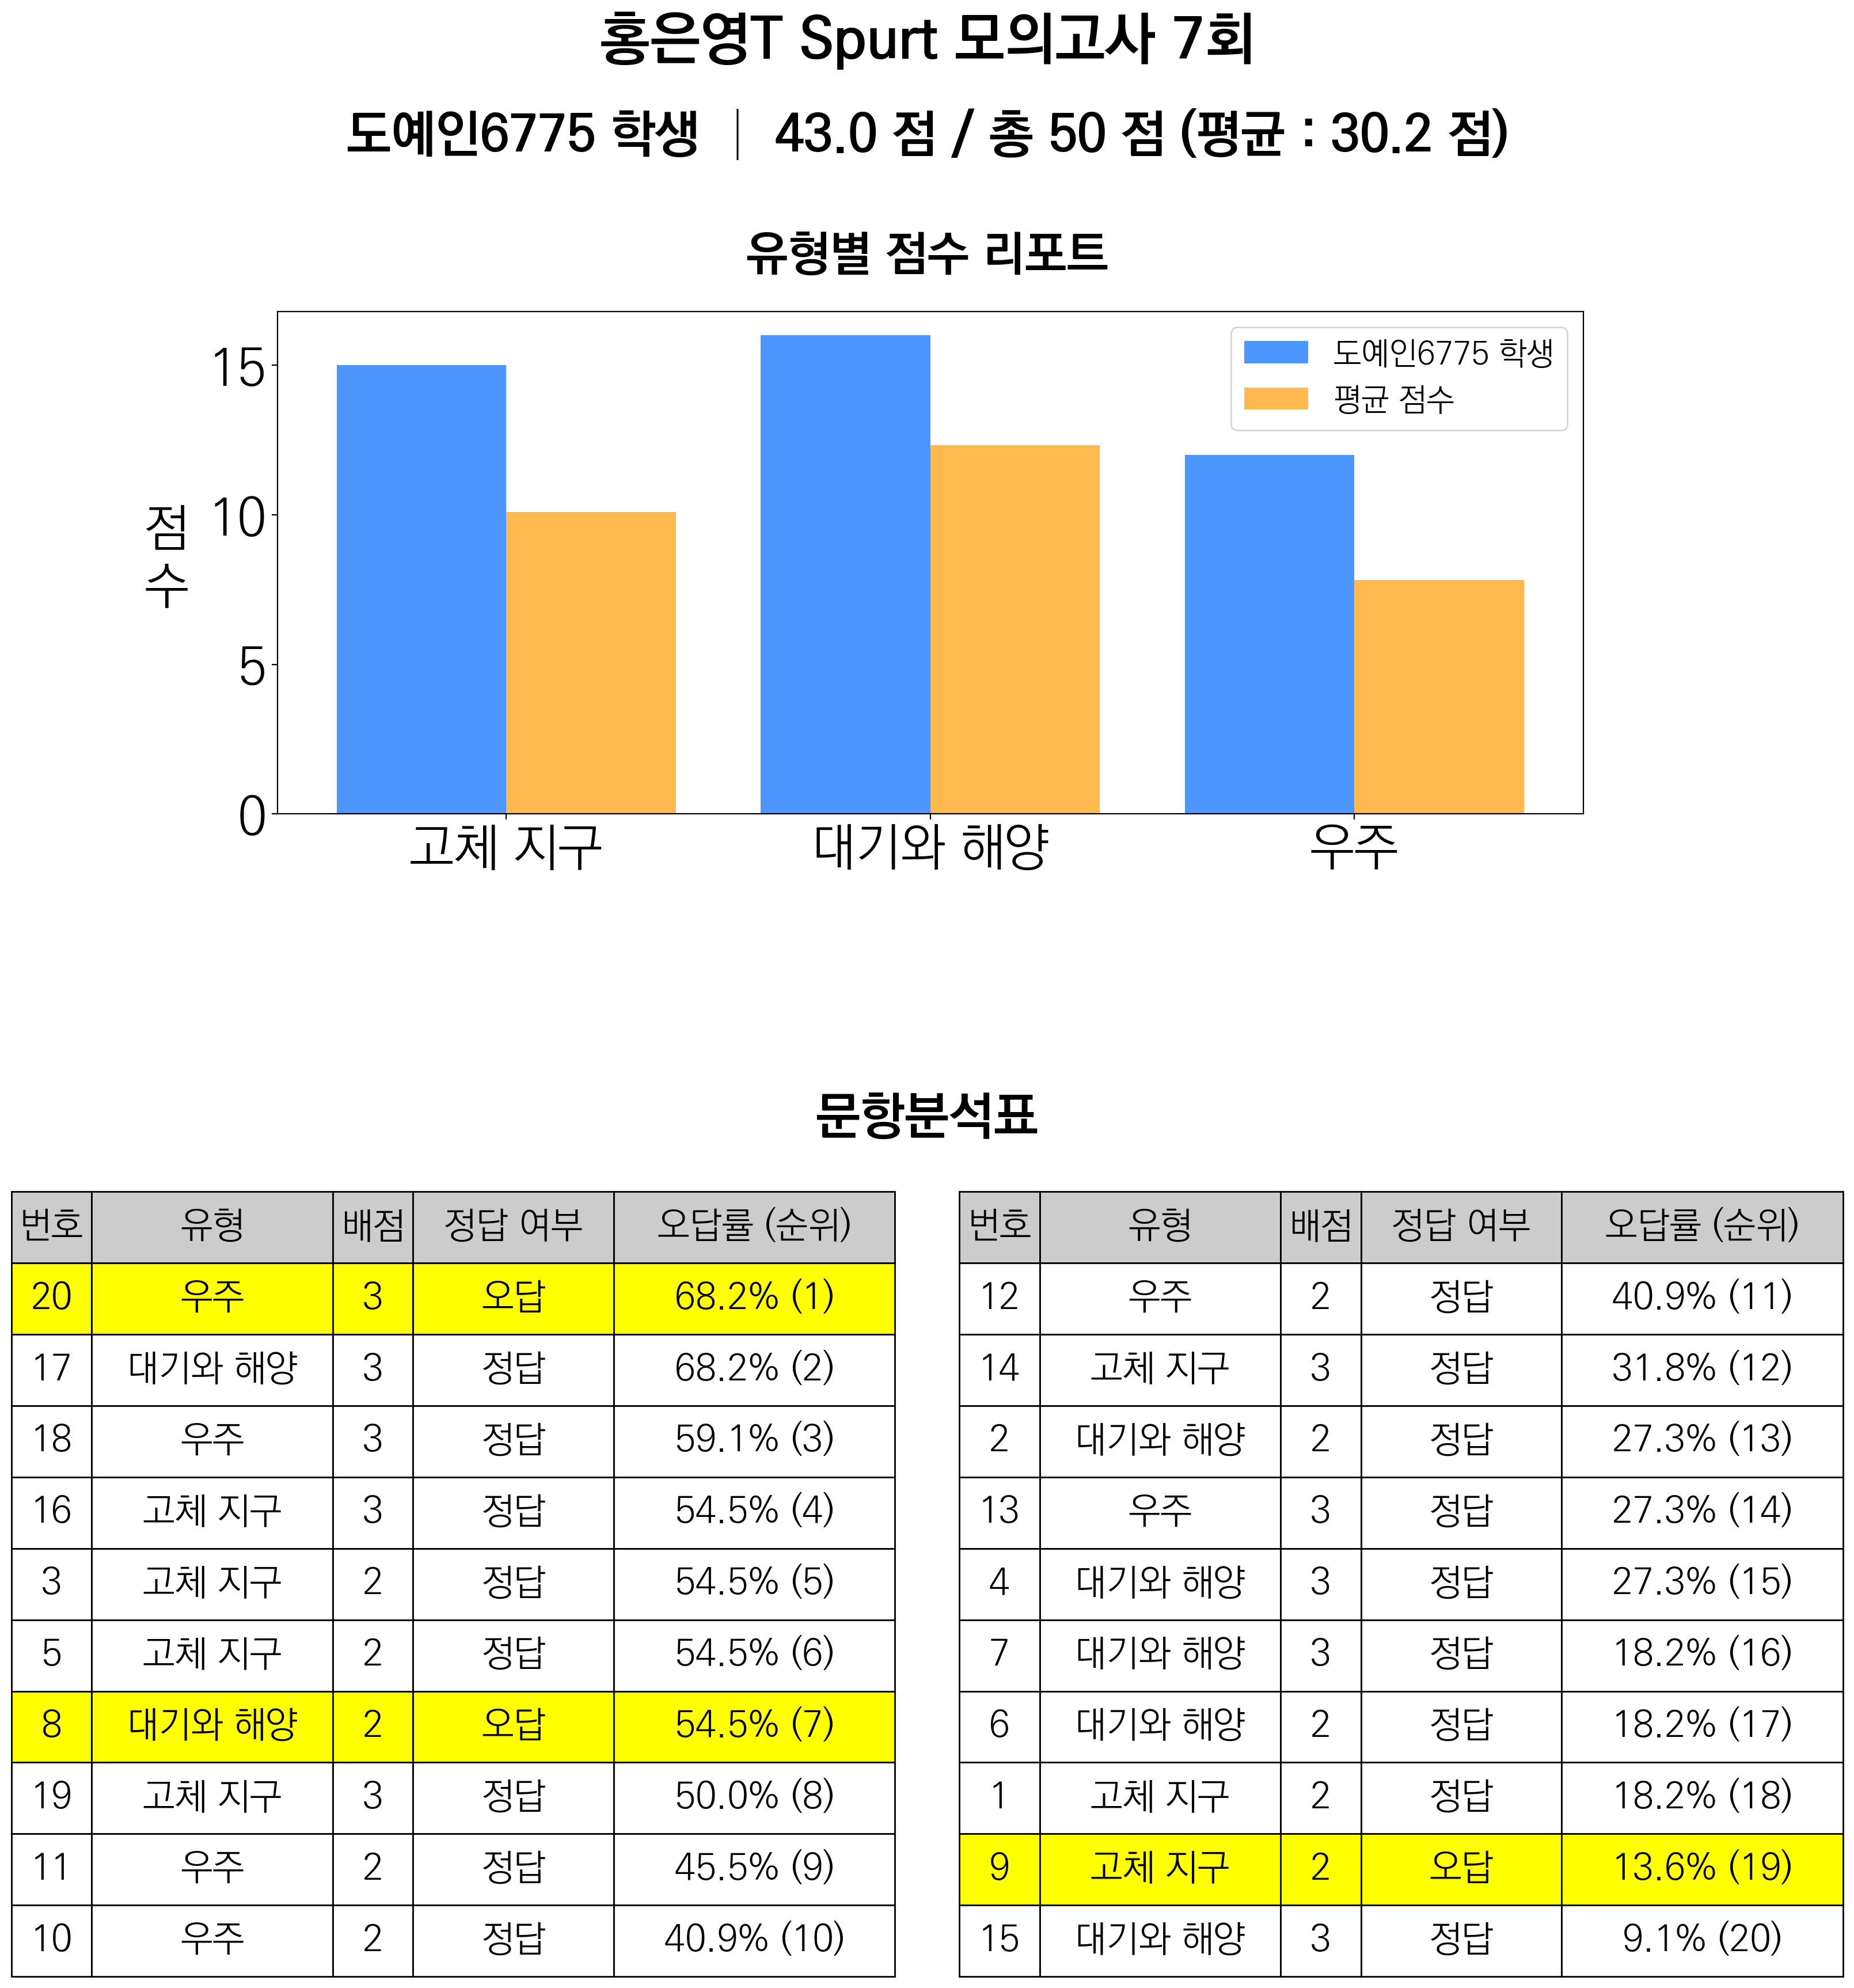 홍은영T Spurt 모의고사 7회
도예인6775 학생 │ 43.0 점 / 총 50 점 (평균 : 30.2 점)
유형별 점수 리포트
도예인6775 학생
평균 점수
점수
15
10
5
0
고체 지구 대기와 해양 우주
문항분석표
번호 유형 배점 정답 여부 오답률 (순위)
20 우주 3 오답 68.2% (1)
17 대기와 해양 3 정답 68.2% (2)
18 우주 3 정답 59.1% (3)
16 고체 지구 3 정답 54.5% (4)
3 고체 지구 2 정답 54.5% (5)
5 고체 지구 2 정답 54.5% (6)
8 대기와 해양 2 오답 54.5% (7)
19 고체 지구 3 정답 50.0% (8)
11 우주 2 정답 45.5% (9)
10 우주 2 정답 40.9% (10)
번호 유형 배점 정답 여부 오답률 (순위)
12 우주 2 정답 40.9% (11)
14 고체 지구 3 정답 31.8% (12)
2 대기와 해양 2 정답 27.3% (13)
13 우주 3 정답 27.3% (14)
4 대기와 해양 3 정답 27.3% (15)
7 대기와 해양 3 정답 18.2% (16)
6 대기와 해양 2 정답 18.2% (17)
1 고체 지구 2 정답 18.2% (18)
9 고체 지구 2 오답 13.6% (19)
15 대기와 해양 3 정답 9.1% (20)